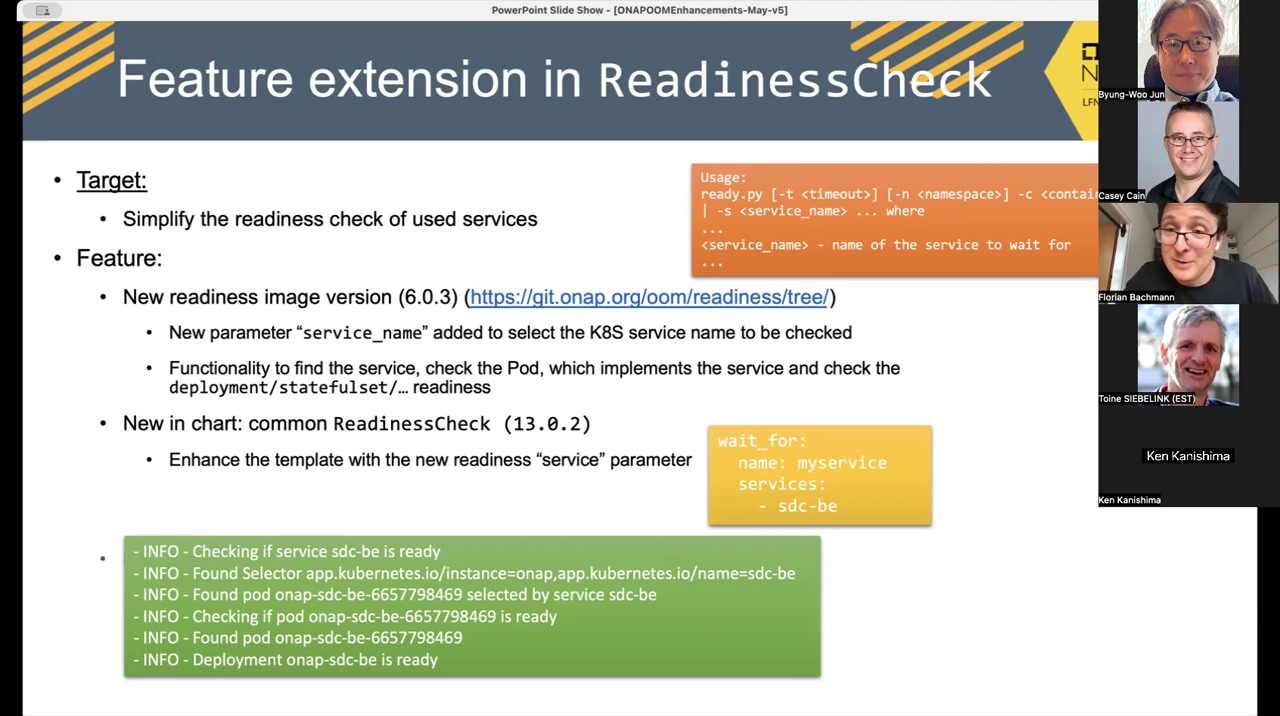 PowerPoint Slide Show - [ONAPOOMEnhancements-May-v5]
Feature extension in ReadinessCheck
• Target:
• Simplify the readiness check of used services
• Feature:
• New readiness image version (6.0.3) (https://git.onap.org/oom/readiness/tree/)
• New parameter “service_name” added to select the K8S service name to be checked
• Functionality to find the service, check the Pod, which implements the service and check the
deployment/statefulset/… readiness
• New in chart: common ReadinessCheck (13.0.2)
• Enhance the template with the new readiness “service” parameter
Usage:
ready.py [-t <timeout>] [-n <namespace>] -c <contain
| -s <service_name> ... where
...
<service_name> - name of the service to wait for
...
wait_for:
name: myservice
services:
- sdc-be
- INFO - Checking if service sdc-be is ready
- INFO - Found Selector app.kubernetes.io/instance=onap,app.kubernetes.io/name=sdc-be
- INFO - Found pod onap-sdc-be-6657798469 selected by service sdc-be
- INFO - Checking if pod onap-sdc-be-6657798469 is ready
- INFO - Found pod onap-sdc-be-6657798469
- INFO - Deployment onap-sdc-be is ready
LFN
Byung-Woo Jun
Casey Cain
Florian Bachmann
Toine SIEBELINK (EST)
Ken Kanishima
Ken Kanishima